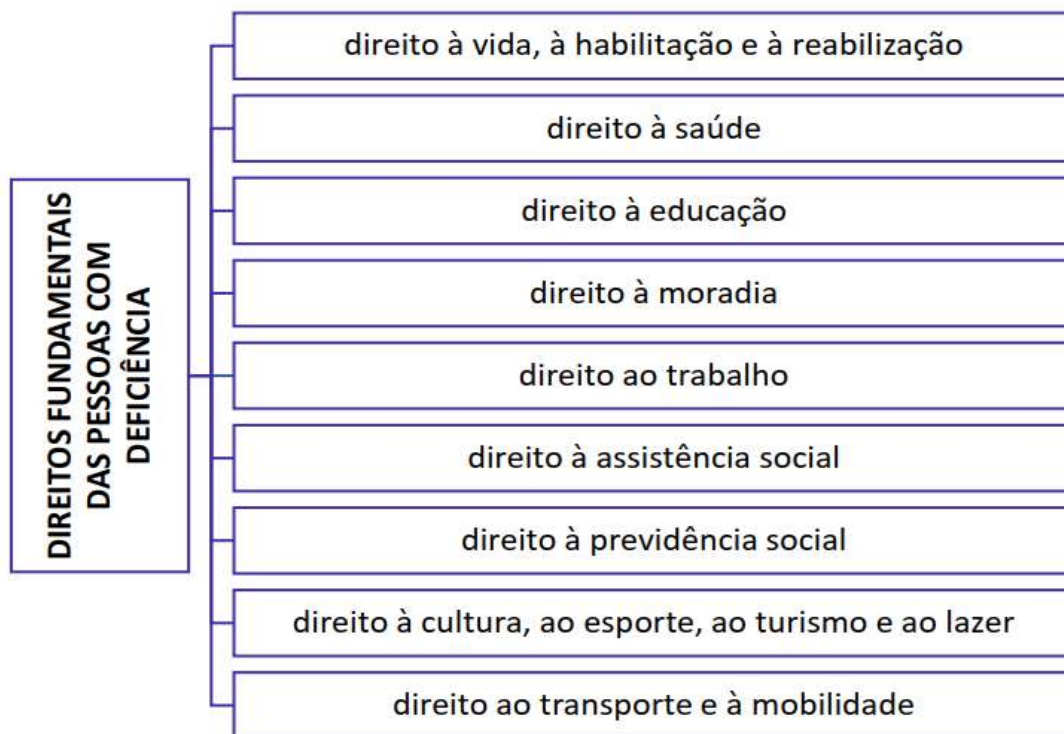 DIREITOS FUNDAMENTAIS
DAS PESSOAS COM
DEFICIÊNCIA
direito à vida, à habilitação e à reabilização
direito à saúde
direito à educação
direito à moradia
direito ao trabalho
direito à assistência social
direito à previdência social
direito à cultura, ao esporte, ao turismo e ao lazer
direito ao transporte e à mobilidade